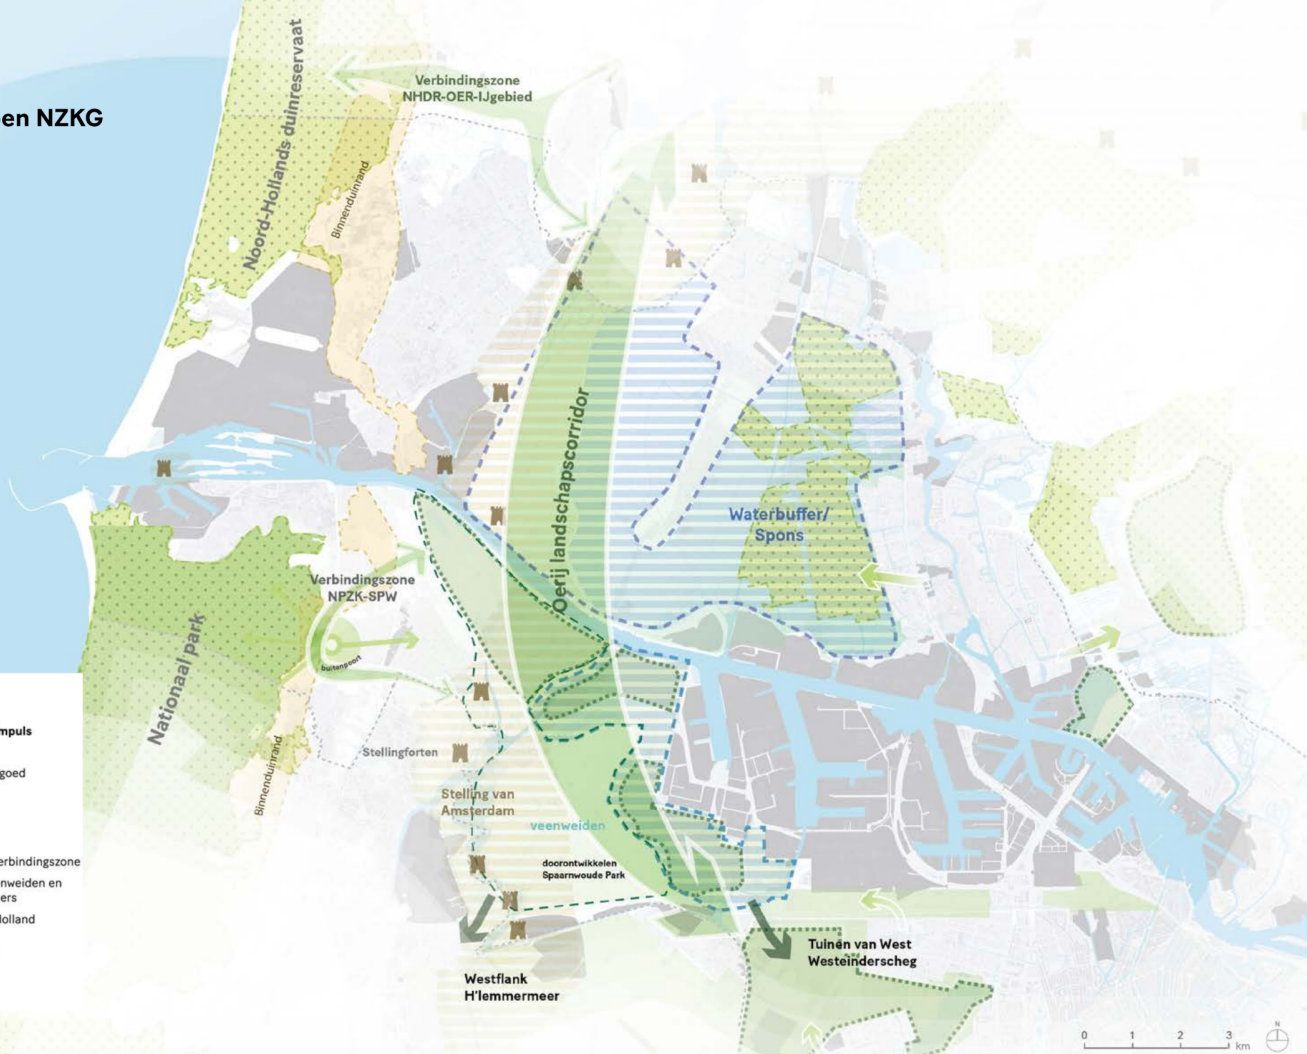 en NZKG
Noord-Hollands duinreservaat
Verbindingszone
NHDR-OER-IJgebied
Binnenduinrand
Oerij landschapscorridor
Waterbuffer/
Spons
Verbindingszone
NPZK-SPW
buitenpoort
Nationaal park
Binnenduinrand
Stellingforten
Stelling van
Amsterdam
veenweiden
doorontwikkelen
Spaarnwoude Park
mpuls
goed
erbindingszone
nweiden en
ers
Holland
Tuinen van West
Westeinderscheg
Westflank
H'lemmermeer
N
0 1 2 3
km